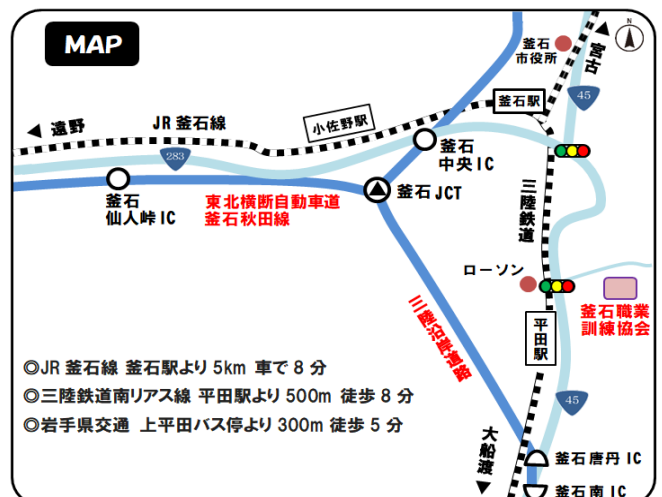 MAP
N
釜石
市役所
宮古
45
遠野
JR 釜石線
小佐野駅
釜石駅
283
釜石
中央 IC
釜石
仙人峠 IC
東北横断自動車道
釜石秋田線
釜石 JCT
三陸鉄道
ローソン
釜石職業
訓練協会
三陸沿岸道路
平田駅
◎JR 釜石線 釜石駅より 5km 車で 8 分
◎三陸鉄道南リアス線 平田駅より 500m 徒歩 8 分
◎岩手県交通 上平田バス停より 300m 徒歩 5 分
45
大船渡
釜石唐丹 IC
釜石南 IC